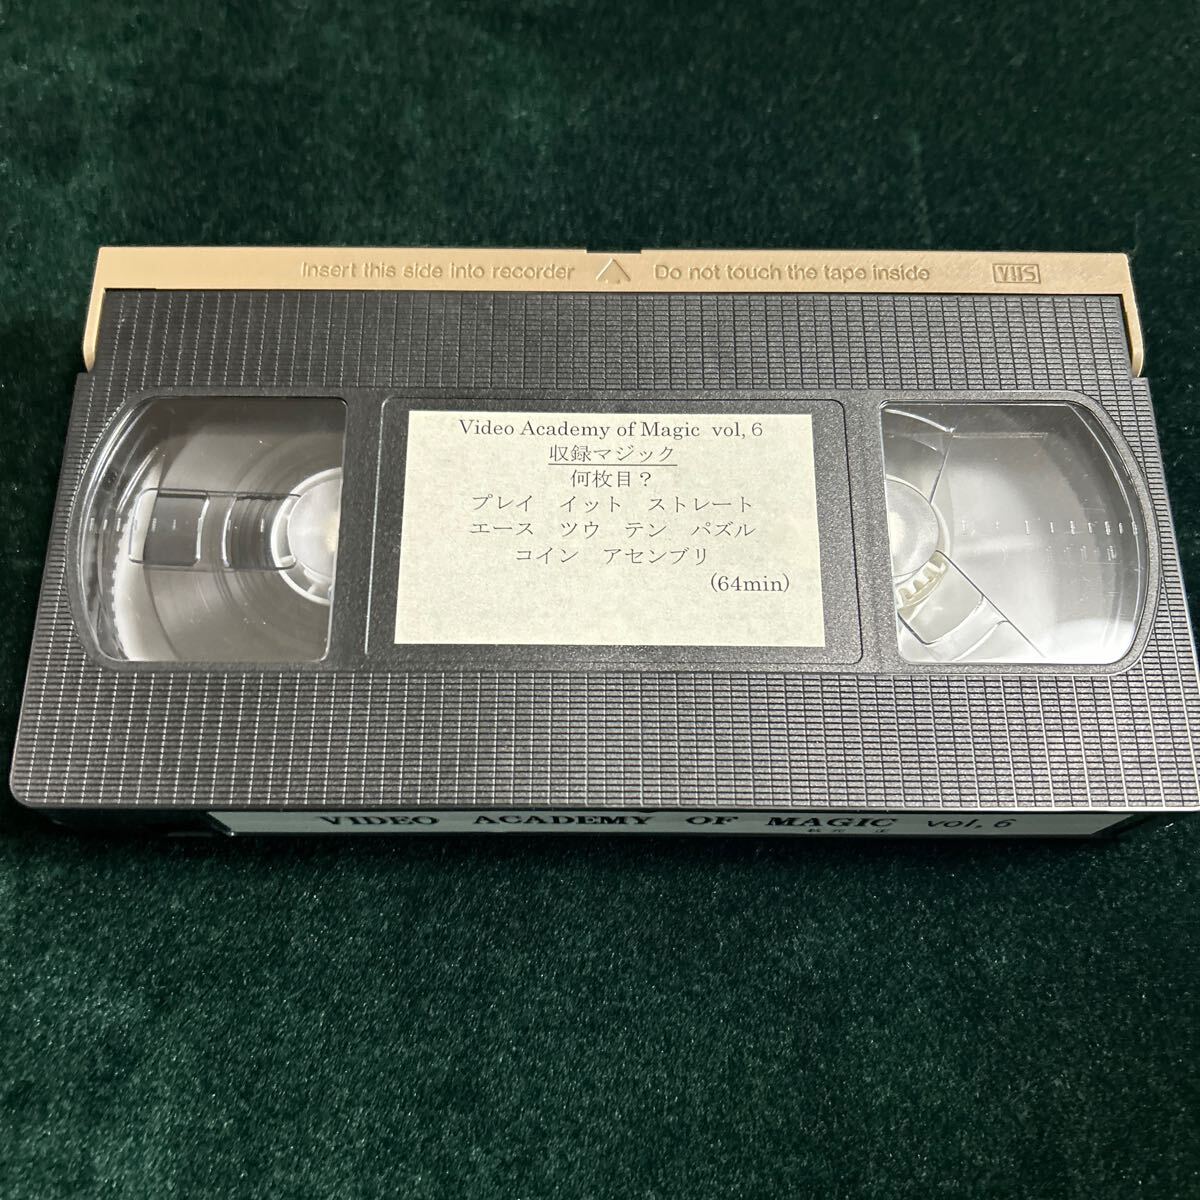 Insert this side into recorder △ Do not touch the tape inside VHS
Video Academy of Magic vol, 6
収録マジック
何枚目？
プレイ イット ストレート
エース ツウ テン パズル
コイン アセンブリ
(64min)
VIDEO ACADEMY OF MAGIC vol, 6